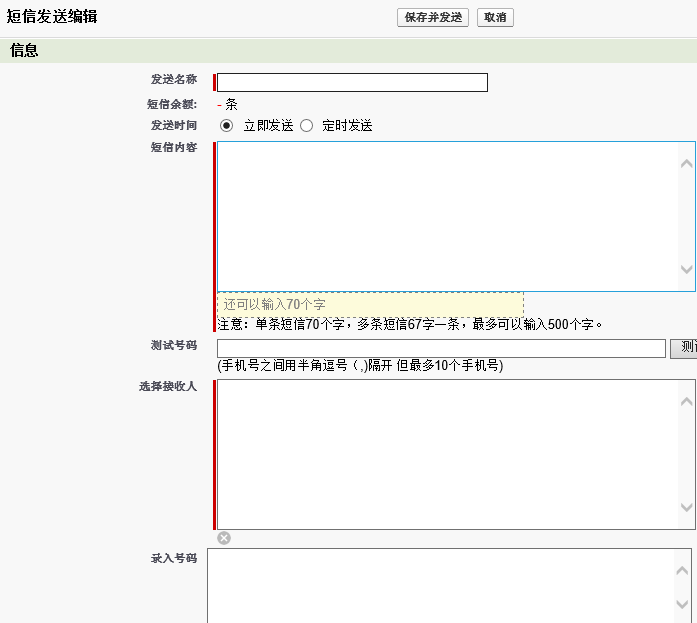 短信发送编辑 保存并发送 取消
信息
发送名称
短信余额: - 条
发送时间 立即发送 定时发送
短信内容
还可以输入70个字
注意：单条短信70个字，多条短信67字一条，最多可以输入500个字。
测试号码 测
(手机号之间用半角逗号（,)隔开 但最多10个手机号)
选择接收人
录入号码